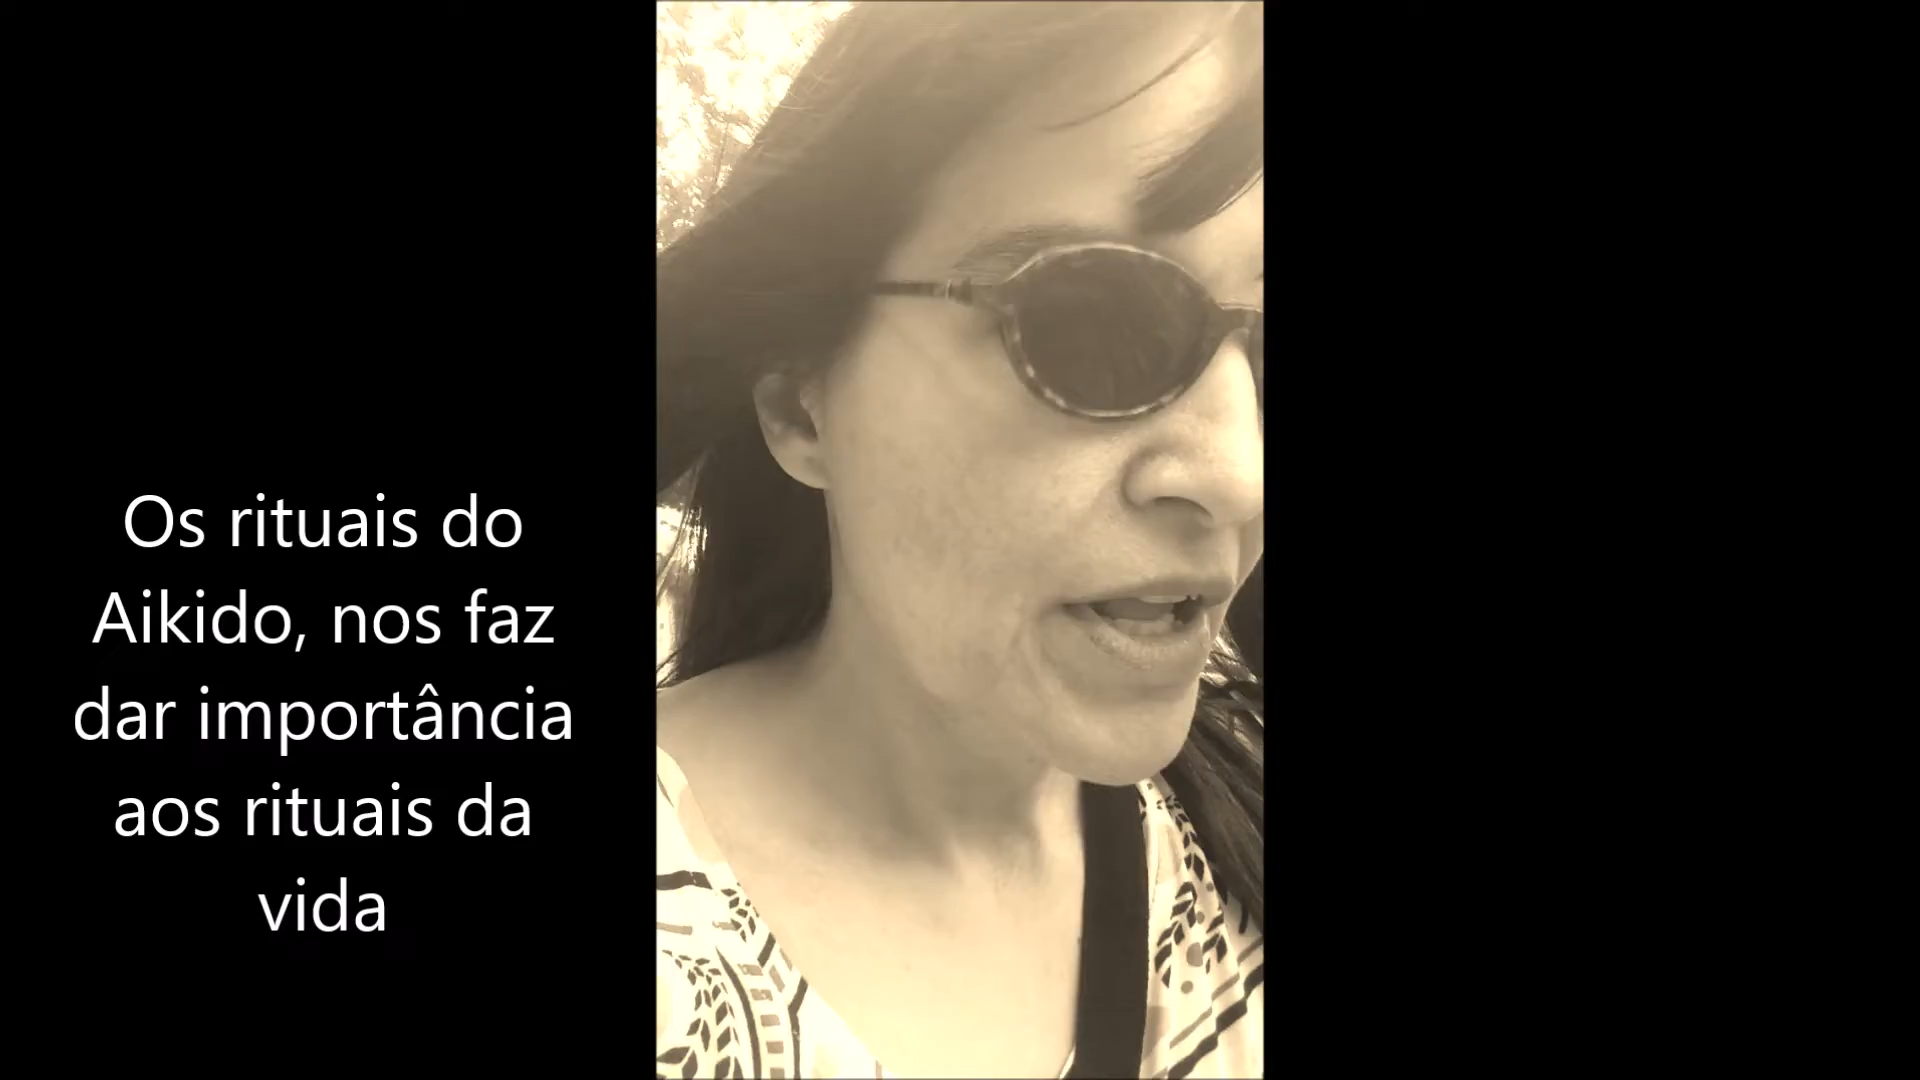 Os rituais do
Aikido, nos faz
dar importância
aos rituais da
vida